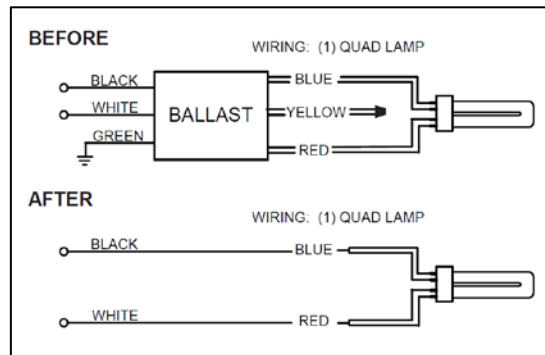 BEFORE
WIRING: (1) QUAD LAMP
BLACK
BLUE
WHITE
BALLAST
YELLOW
GREEN
RED
AFTER
WIRING: (1) QUAD LAMP
BLACK
BLUE
WHITE
RED